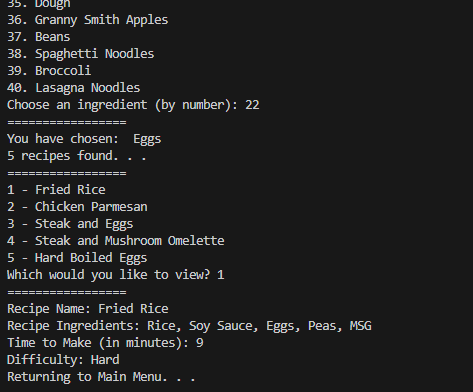 35. Dough
36. Granny Smith Apples
37. Beans
38. Spaghetti Noodles
39. Broccoli
40. Lasagna Noodles
Choose an ingredient (by number): 22
=================
You have chosen:  Eggs
5 recipes found. . .
=================
1 - Fried Rice
2 - Chicken Parmesan
3 - Steak and Eggs
4 - Steak and Mushroom Omelette
5 - Hard Boiled Eggs
Which would you like to view? 1
=================
Recipe Name: Fried Rice
Recipe Ingredients: Rice, Soy Sauce, Eggs, Peas, MSG
Time to Make (in minutes): 9
Difficulty: Hard
Returning to Main Menu. . .